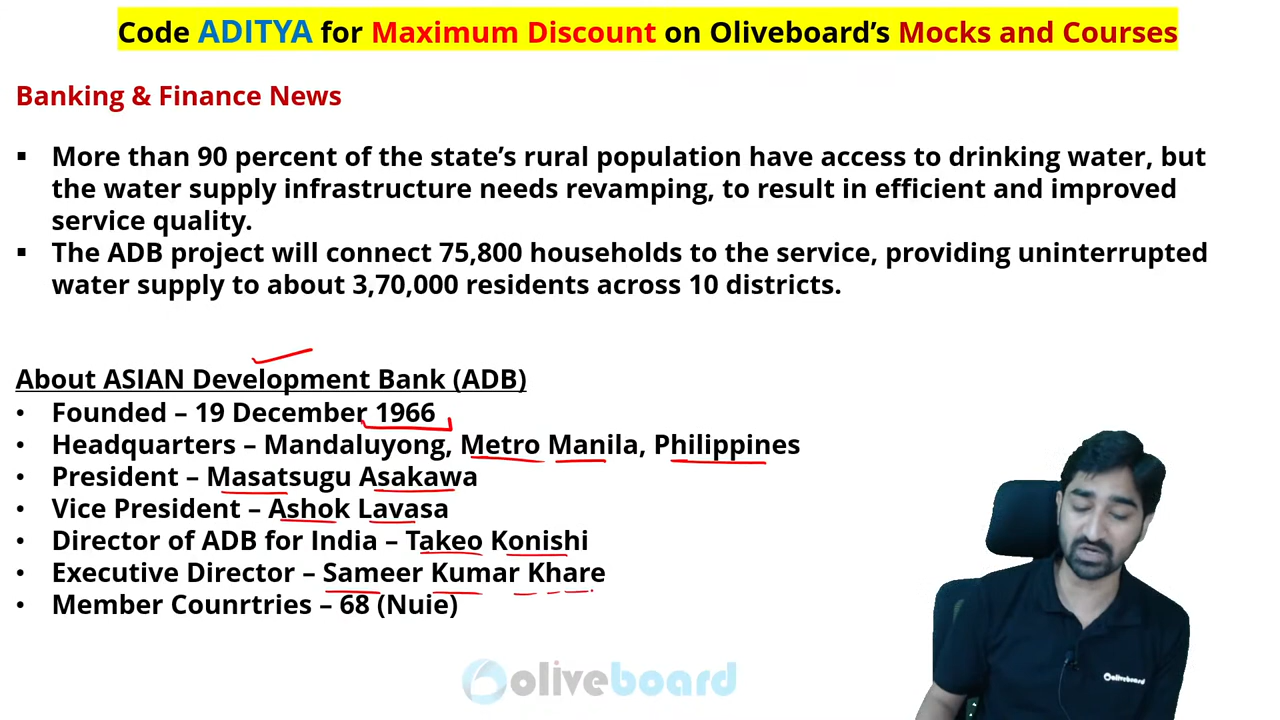 Code ADITYA for Maximum Discount on Oliveboard’s Mocks and Courses
Banking & Finance News
▪ More than 90 percent of the state’s rural population have access to drinking water, but
the water supply infrastructure needs revamping, to result in efficient and improved
service quality.
▪ The ADB project will connect 75,800 households to the service, providing uninterrupted
water supply to about 3,70,000 residents across 10 districts.
About ASIAN Development Bank (ADB)
• Founded – 19 December 1966
• Headquarters – Mandaluyong, Metro Manila, Philippines
• President – Masatsugu Asakawa
• Vice President – Ashok Lavasa
• Director of ADB for India – Takeo Konishi
• Executive Director – Sameer Kumar Khare
• Member Counrtries – 68 (Nuie)
oliveboard
oliveboard